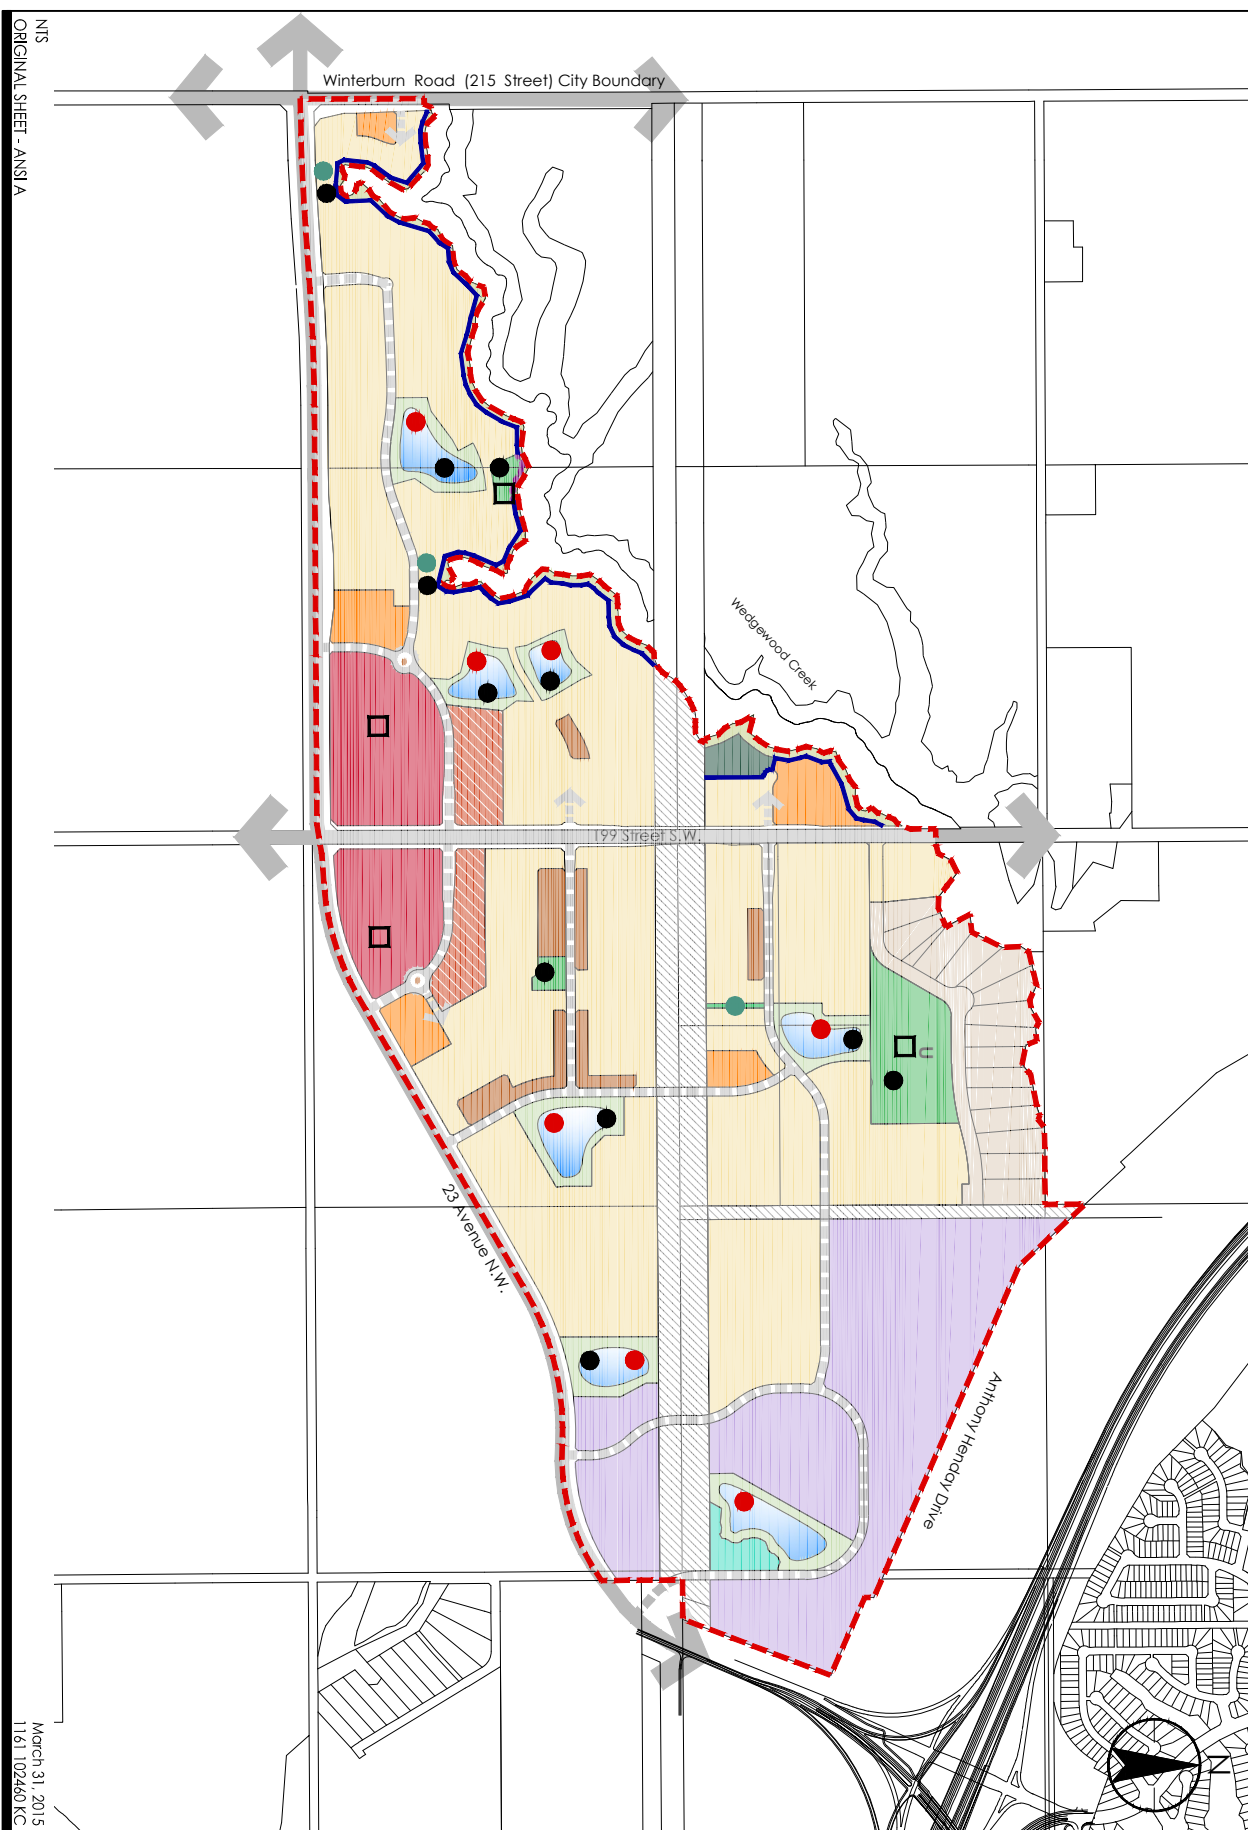 NTS
ORIGINAL SHEET - ANSI A
Winterburn Road (215 Street) City Boundary
Wedgewood Creek
199 Street S.W.
U
23 Avenue N.W.
Anthony Henday Drive
N
March 31, 2015
1161 102460 KC